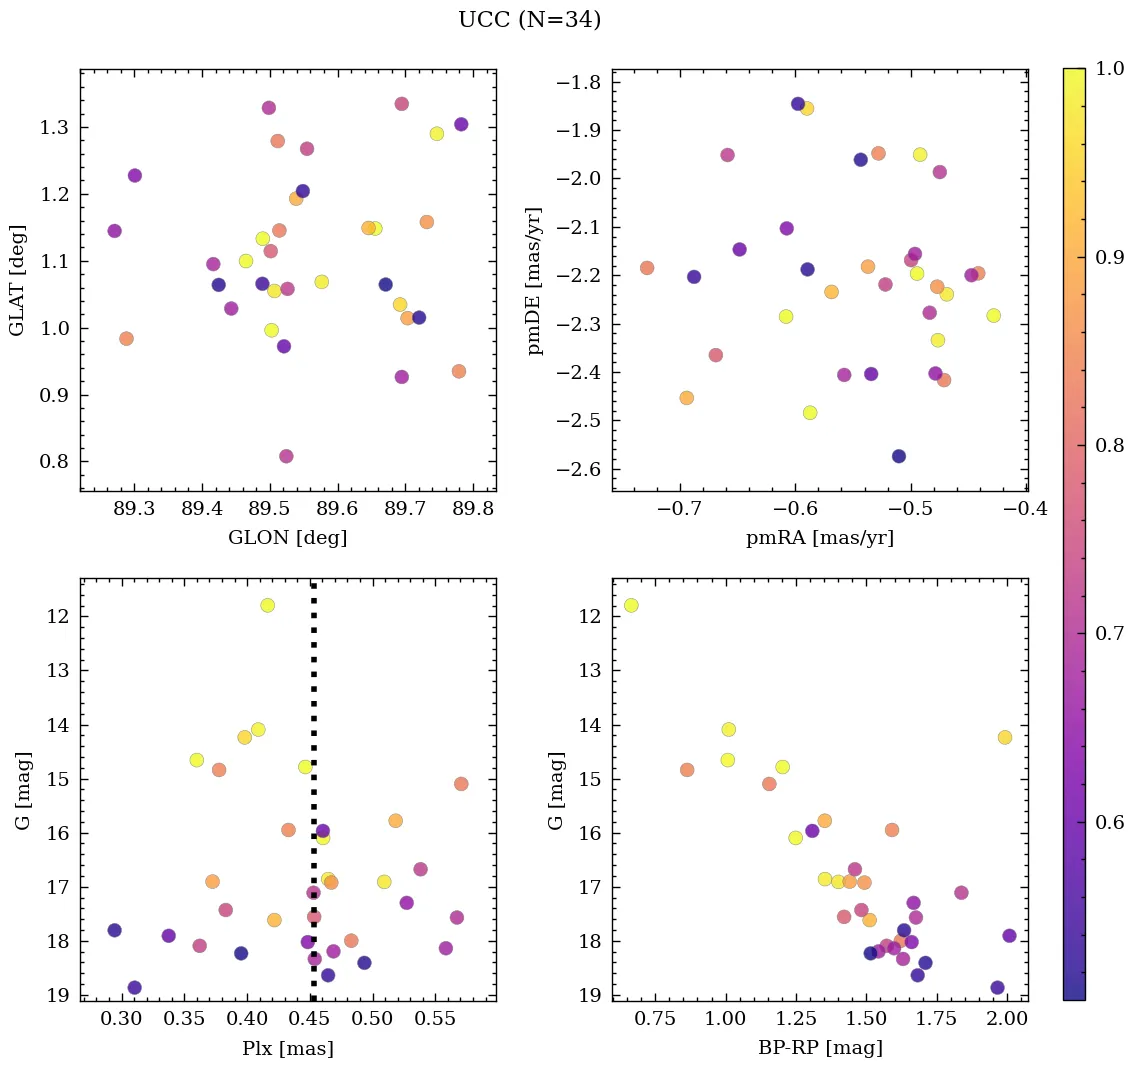 UCC (N=34)
1.3
1.2
1.1
1.0
0.9
0.8
GLAT [deg]
89.3 89.4 89.5 89.6 89.7 89.8
GLON [deg]
−1.8
−1.9
−2.0
−2.1
−2.2
−2.3
−2.4
−2.5
−2.6
pmDE [mas/yr]
−0.7 −0.6 −0.5 −0.4
pmRA [mas/yr]
12
13
14
15
16
17
18
19
G [mag]
0.30 0.35 0.40 0.45 0.50 0.55
Plx [mas]
12
13
14
15
16
17
18
19
G [mag]
0.75 1.00 1.25 1.50 1.75 2.00
BP-RP [mag]
1.0
0.9
0.8
0.7
0.6